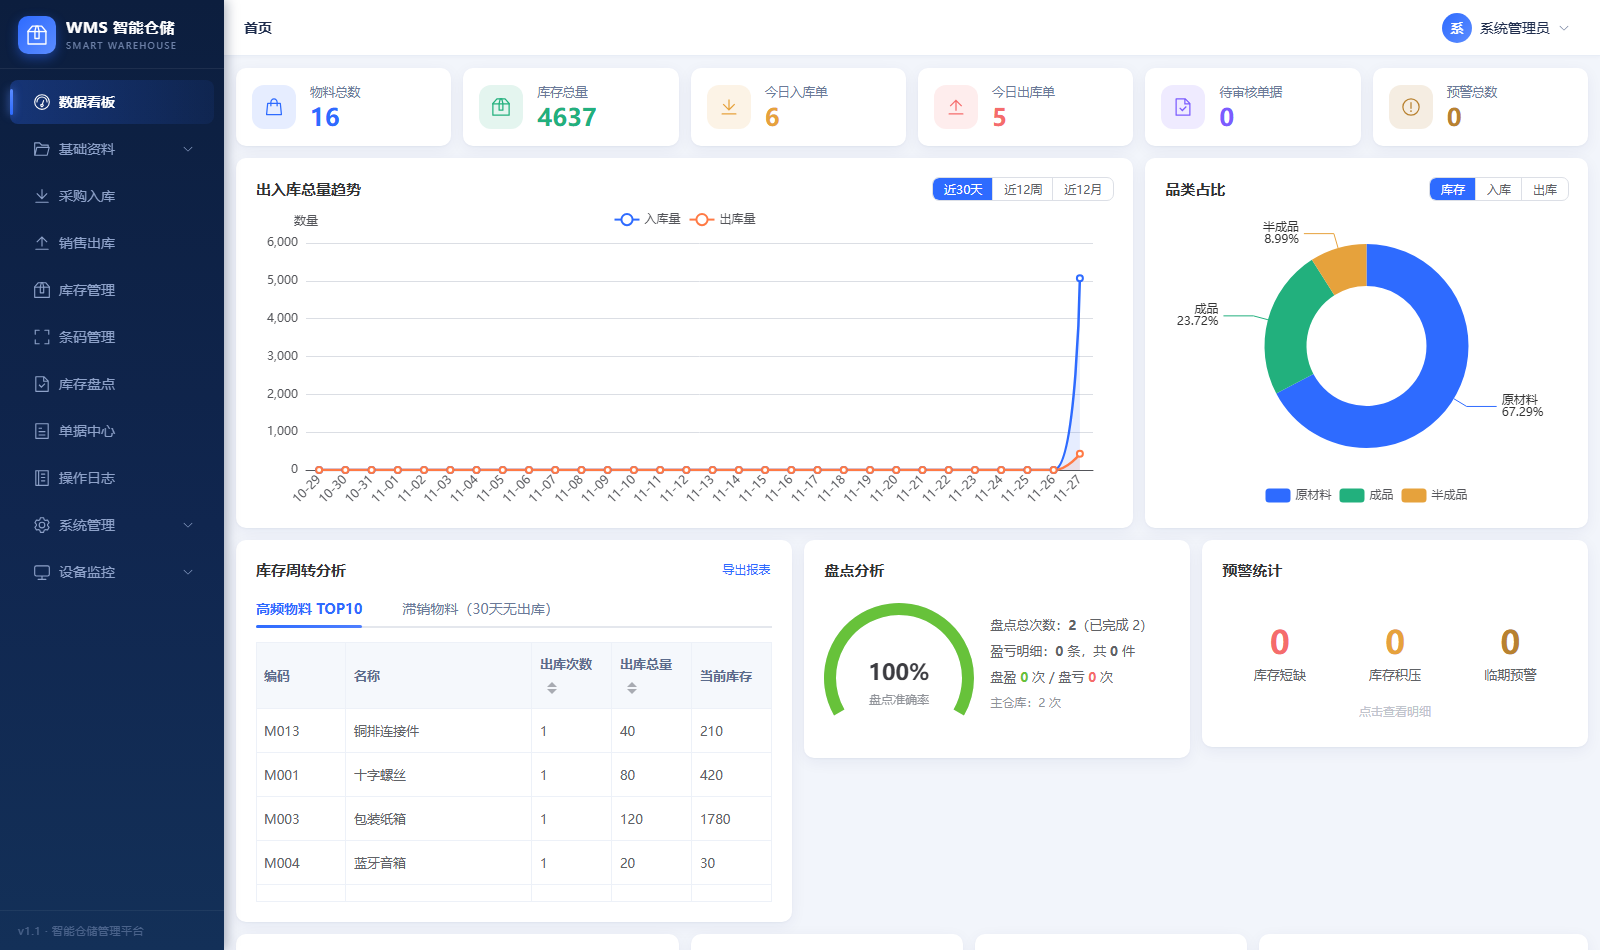 WMS 智能仓储
SMART WAREHOUSE
数据看板
基础资料
采购入库
销售出库
库存管理
条码管理
库存盘点
单据中心
操作日志
系统管理
设备监控
v1.1 · 智能仓储管理平台
首页
系 系统管理员
物料总数
16
库存总量
4637
今日入库单
6
今日出库单
5
待审核单据
0
预警总数
0
出入库总量趋势
近30天 近12周 近12月
数量
入库量 出库量
6,000
5,000
4,000
3,000
2,000
1,000
0
10-29 10-30 10-31 11-01 11-02 11-03 11-04 11-05 11-06 11-07 11-08 11-09 11-10 11-11 11-12 11-13 11-14 11-15 11-16 11-17 11-18 11-19 11-20 11-21 11-22 11-23 11-24 11-25 11-26 11-27
品类占比
库存 入库 出库
半成品
8.99%
成品
23.72%
原材料
67.29%
原材料 成品 半成品
库存周转分析
导出报表
高频物料 TOP10 滞销物料（30天无出库）
编码 名称 出库次数 出库总量 当前库存
M013 铜排连接件 1 40 210
M001 十字螺丝 1 80 420
M003 包装纸箱 1 120 1780
M004 蓝牙音箱 1 20 30
盘点分析
100%
盘点准确率
盘点总次数：2（已完成 2）
盈亏明细：0 条，共 0 件
盘盈 0 次 / 盘亏 0 次
主仓库：2 次
预警统计
0 0 0
库存短缺 库存积压 临期预警
点击查看明细